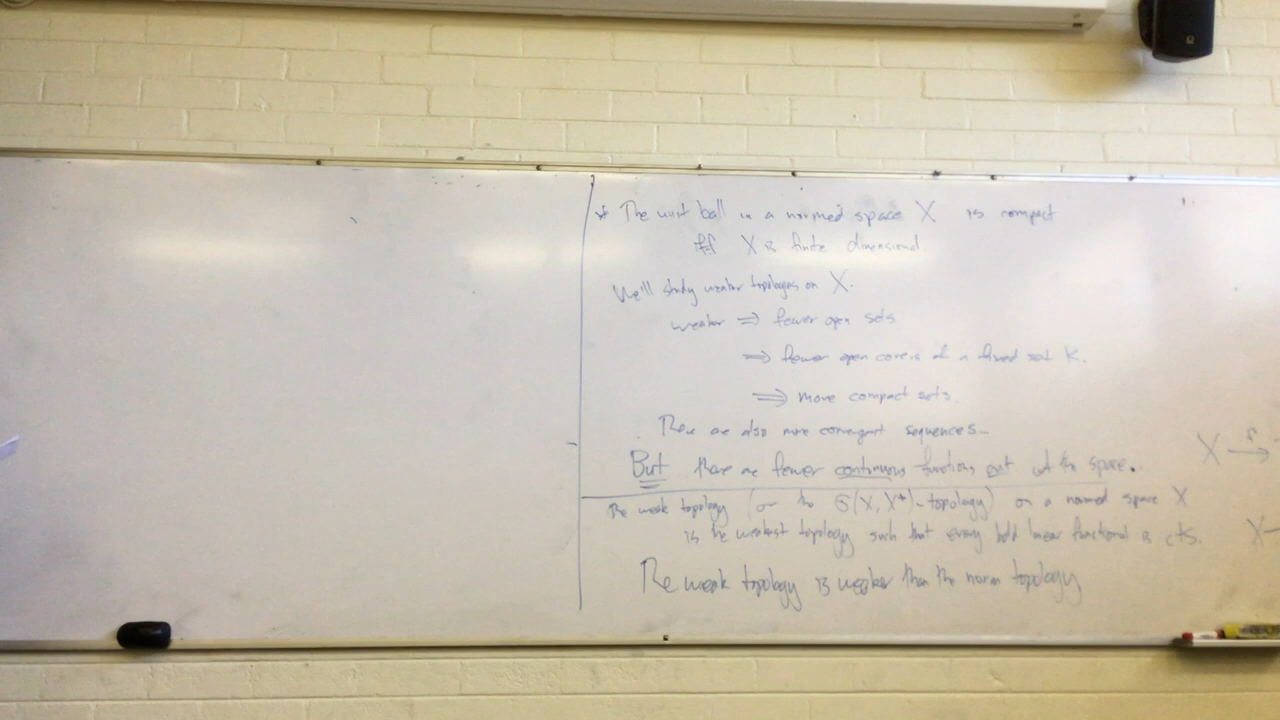 * The unit ball in a normed space X is compact
iff X is finite dimensional
We'll study weaker topologies on X.
weaker ⇒ fewer open sets
⇒ fewer open covers of a fixed set K.
⇒ more compact sets.
There are also more convergent sequences...
But there are fewer continuous functions out of the space.
X →f
The weak topology (or the σ(X, X*)-topology) on a normed space X
is the weakest topology such that every bdd linear functional is cts.
X
The weak topology is weaker than the norm topology